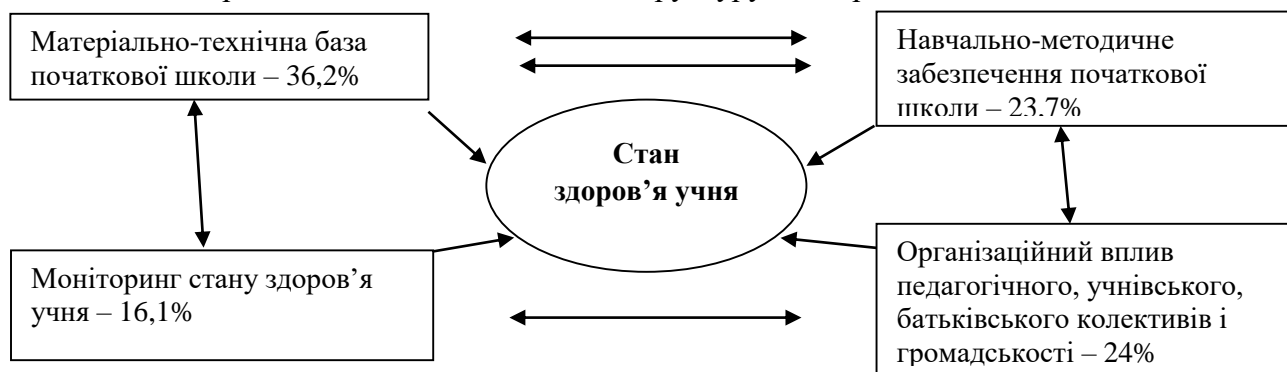 Матеріально-технічна база
початкової школи – 36,2%
Навчально-методичне
забезпечення початкової
школи – 23,7%
Стан
здоров’я учня
Моніторинг стану здоров’я
учня – 16,1%
Організаційний вплив
педагогічного, учнівського,
батьківського колективів і
громадськості – 24%